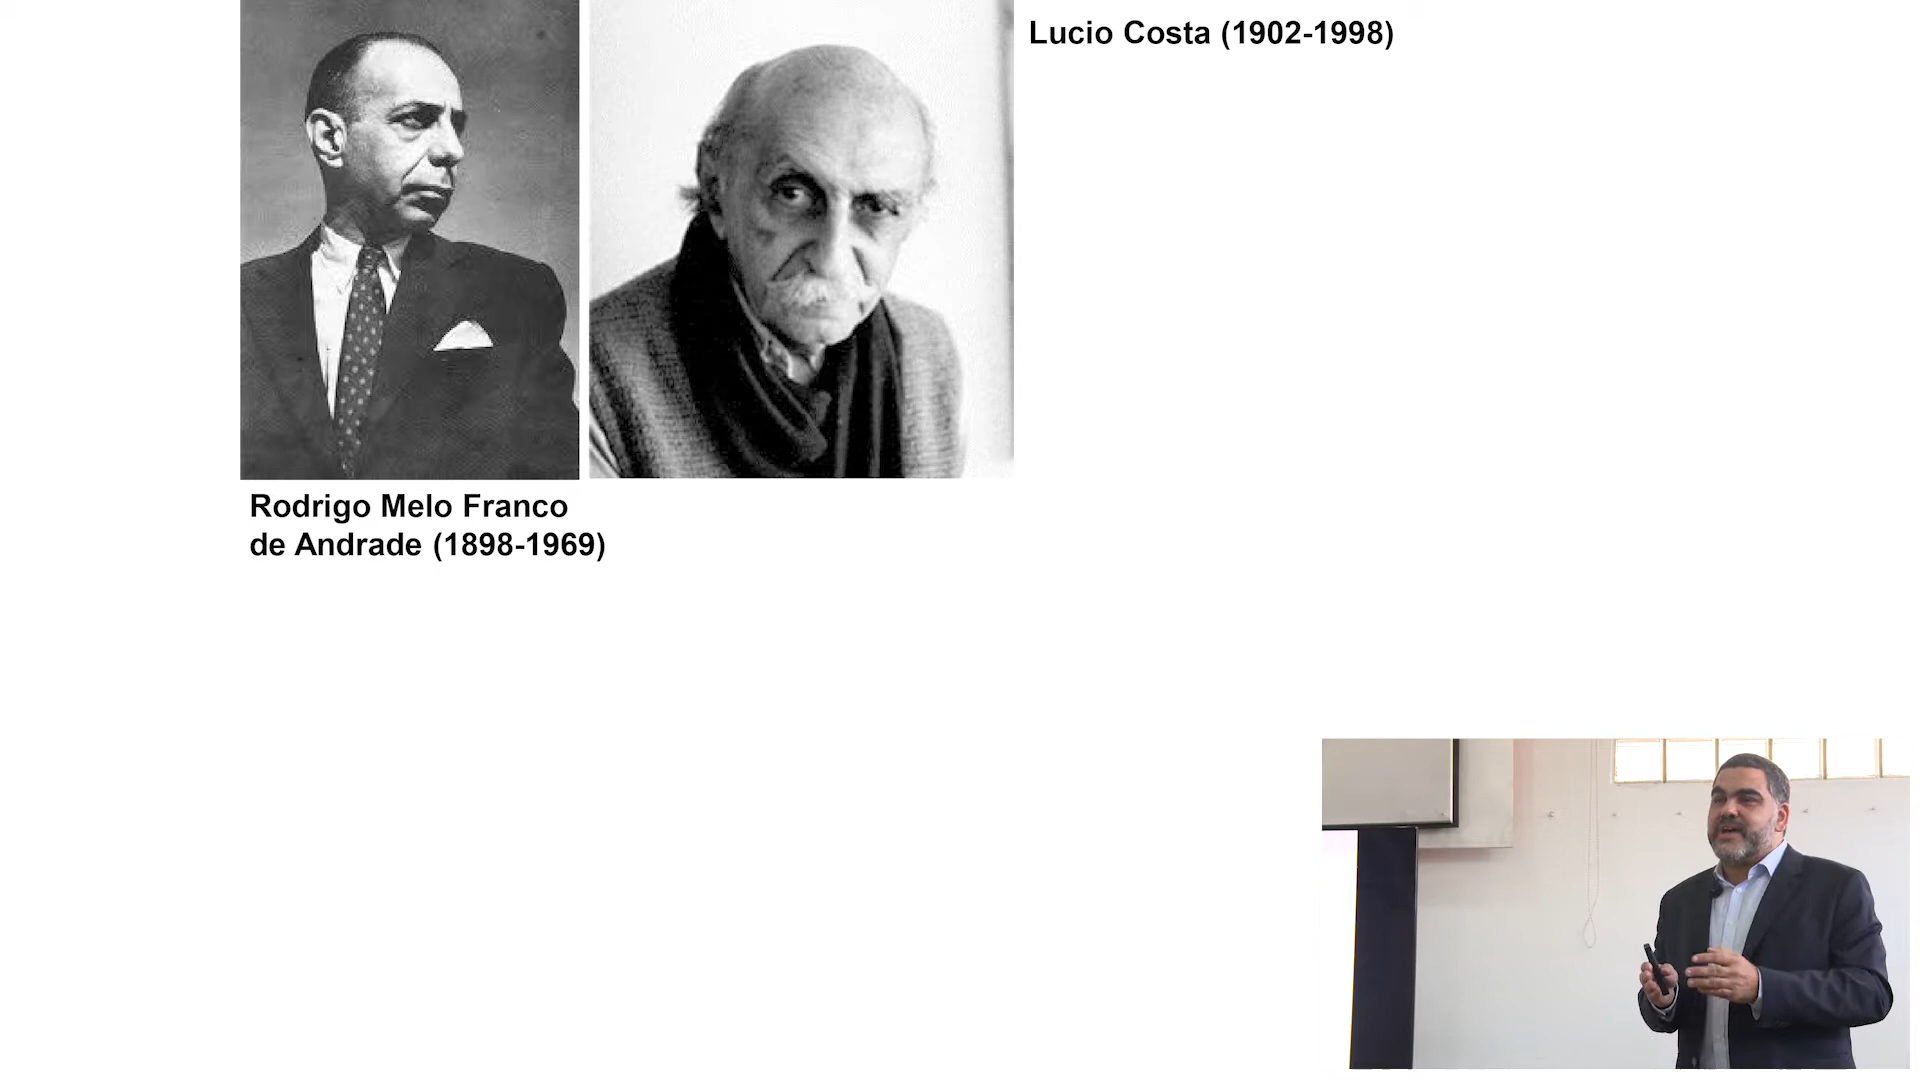 Lucio Costa (1902-1998)
Rodrigo Melo Franco
de Andrade (1898-1969)